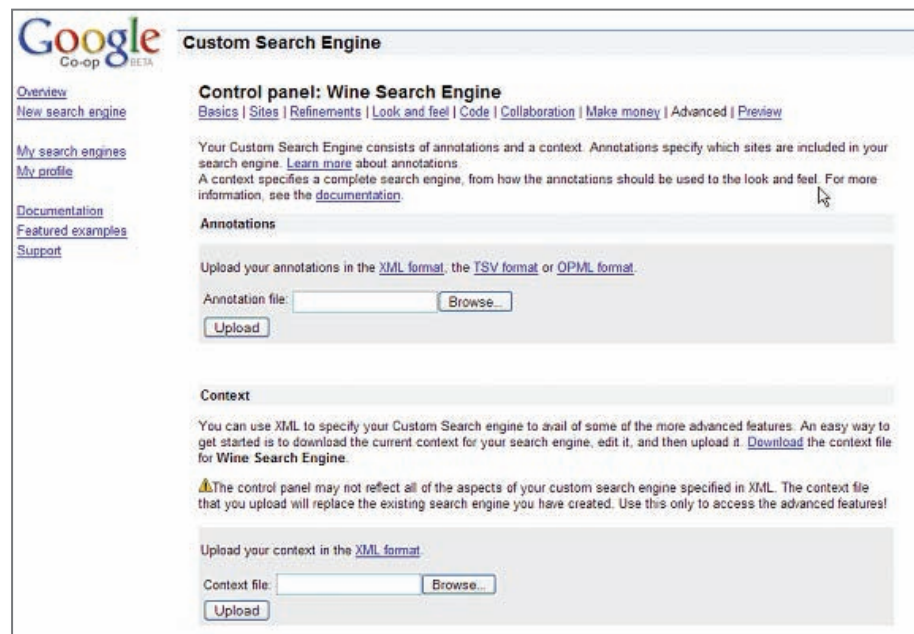 Google
Co-op BETA
Custom Search Engine
Overview
New search engine
My search engines
My profile
Documentation
Featured examples
Support
Control panel: Wine Search Engine
Basics | Sites | Refinements | Look and feel | Code | Collaboration | Make money | Advanced | Preview
Your Custom Search Engine consists of annotations and a context. Annotations specify which sites are included in your
search engine. Learn more about annotations.
A context specifies a complete search engine, from how the annotations should be used to the look and feel. For more
information, see the documentation.
Annotations
Upload your annotations in the XML format, the TSV format or OPML format.
Annotation file: Browse...
Upload
Context
You can use XML to specify your Custom Search engine to avail of some of the more advanced features. An easy way to
get started is to download the current context for your search engine, edit it, and then upload it. Download the context file
for Wine Search Engine.
The control panel may not reflect all of the aspects of your custom search engine specified in XML. The context file
that you upload will replace the existing search engine you have created. Use this only to access the advanced features!
Upload your context in the XML format.
Context file: Browse...
Upload